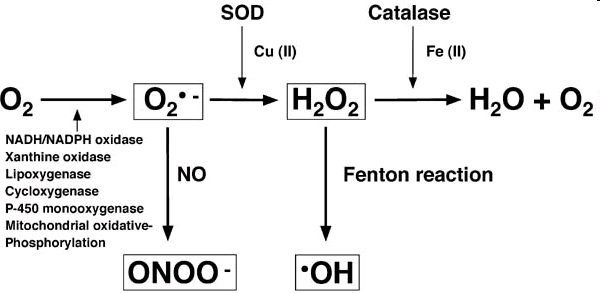 SOD Catalase
Cu (II) Fe (II)
O₂ O₂•- H₂O₂ H₂O + O₂
NADH/NADPH oxidase
Xanthine oxidase
Lipoxygenase
Cycloxygenase
P-450 monooxygenase
Mitochondrial oxidative-
Phosphorylation
NO Fenton reaction
ONOO- •OH